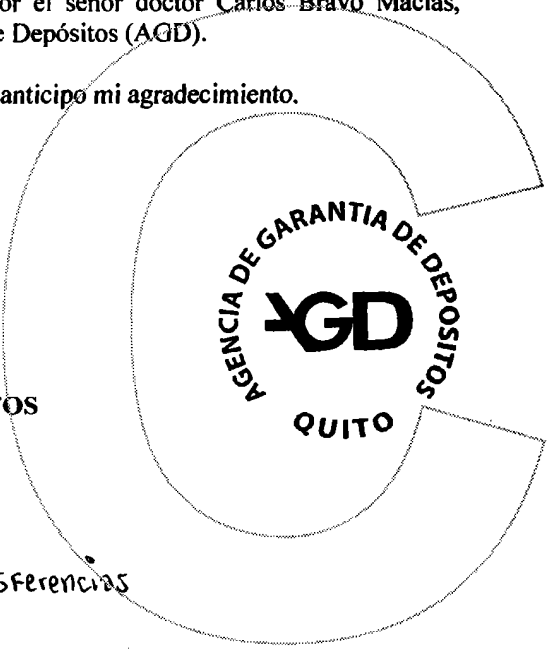 or el señor doctor Carlos Bravo Macías,
e Depósitos (AGD).
anticipo mi agradecimiento.
AGENCIA DE GARANTIA DE DEPOSITOS
AGD
QUITO
TOS
sferencias